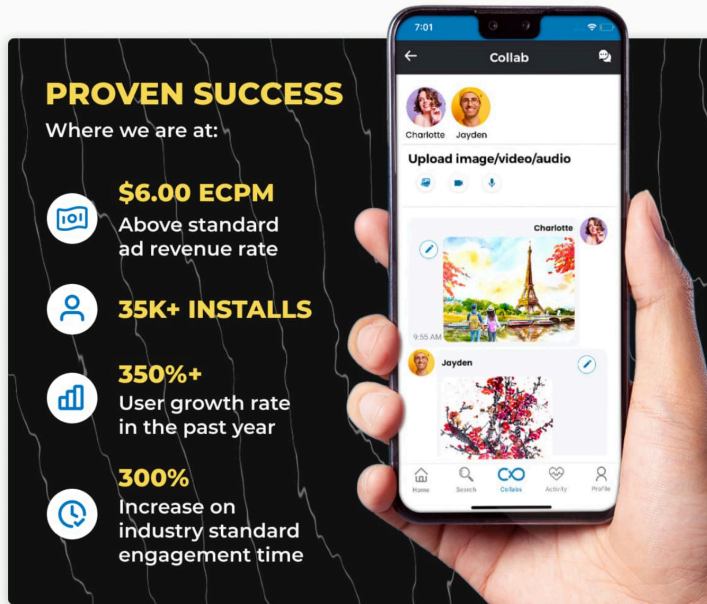 PROVEN SUCCESS
Where we are at:
$6.00 ECPM
Above standard
ad revenue rate
35K+ INSTALLS
350%+
User growth rate
in the past year
300%
Increase on
industry standard
engagement time
7:01
Collab
Charlotte Jayden
Upload image/video/audio
Charlotte
9:55 AM
Jayden
Home Search Collabs Activity Profile